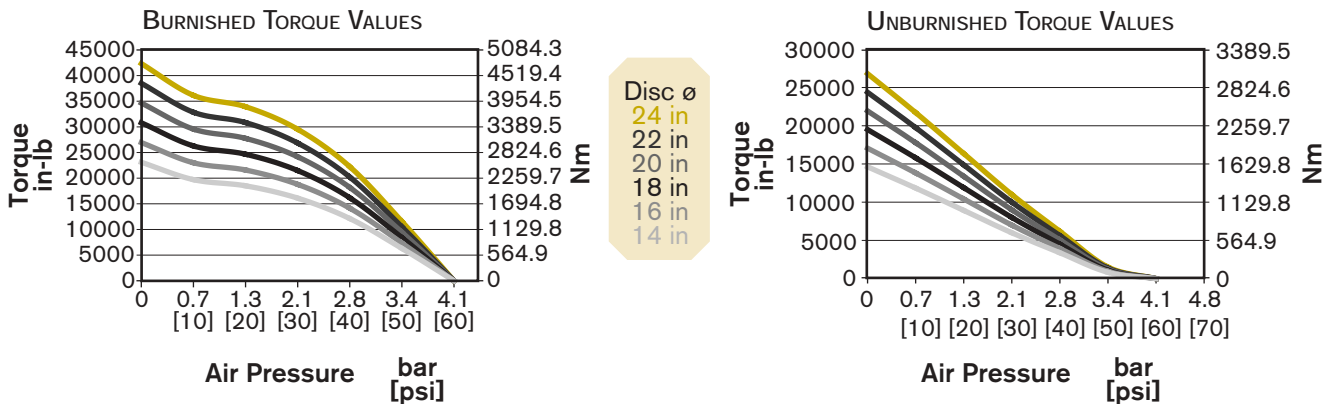 BURNISHED TORQUE VALUES
45000
40000
35000
30000
25000
20000
15000
10000
5000
0
Torque
in-lb
5084.3
4519.4
3954.5
3389.5
2824.6
2259.7
1694.8
1129.8
564.9
0
Nm
0 0.7 1.3 2.1 2.8 3.4 4.1
[10] [20] [30] [40] [50] [60]
Air Pressure bar
[psi]
Disc ø
24 in
22 in
20 in
18 in
16 in
14 in
UNBURNISHED TORQUE VALUES
30000
25000
20000
15000
10000
5000
0
Torque
in-lb
3389.5
2824.6
2259.7
1629.8
1129.8
564.9
0
Nm
0 0.7 1.3 2.1 2.8 3.4 4.1 4.8
[10] [20] [30] [40] [50] [60] [70]
Air Pressure bar
[psi]